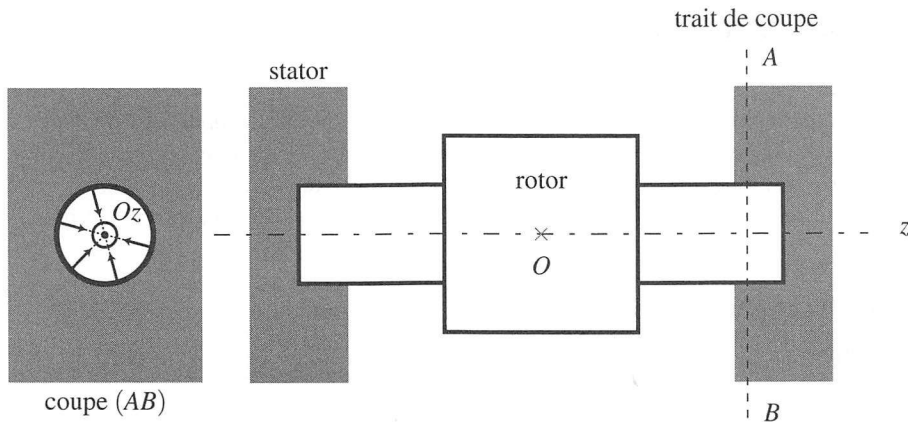 trait de coupe
A
stator
rotor
Oz
z
O
coupe (AB)
B